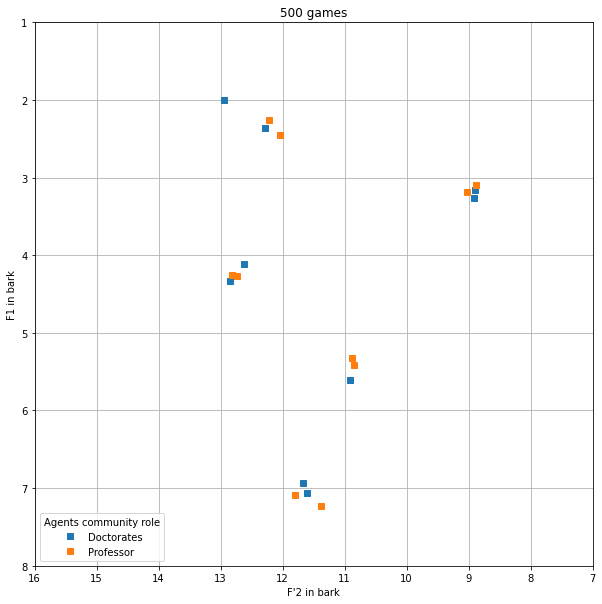 500 games
1
2
3
4
5
6
7
8
F1 in bark
Agents community role
Doctorates
Professor
16 15 14 13 12 11 10 9 8 7
F'2 in bark